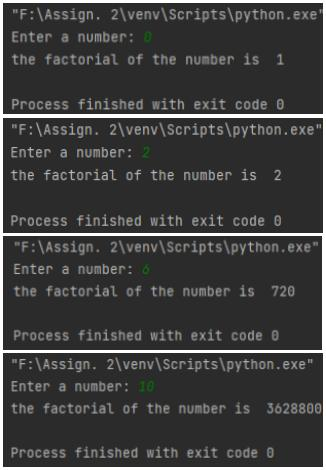 "F:\Assign. 2\venv\Scripts\python.exe"
Enter a number: 0
the factorial of the number is  1
Process finished with exit code 0
"F:\Assign. 2\venv\Scripts\python.exe"
Enter a number: 2
the factorial of the number is  2
Process finished with exit code 0
"F:\Assign. 2\venv\Scripts\python.exe"
Enter a number: 6
the factorial of the number is  720
Process finished with exit code 0
"F:\Assign. 2\venv\Scripts\python.exe"
Enter a number: 10
the factorial of the number is  3628800
Process finished with exit code 0